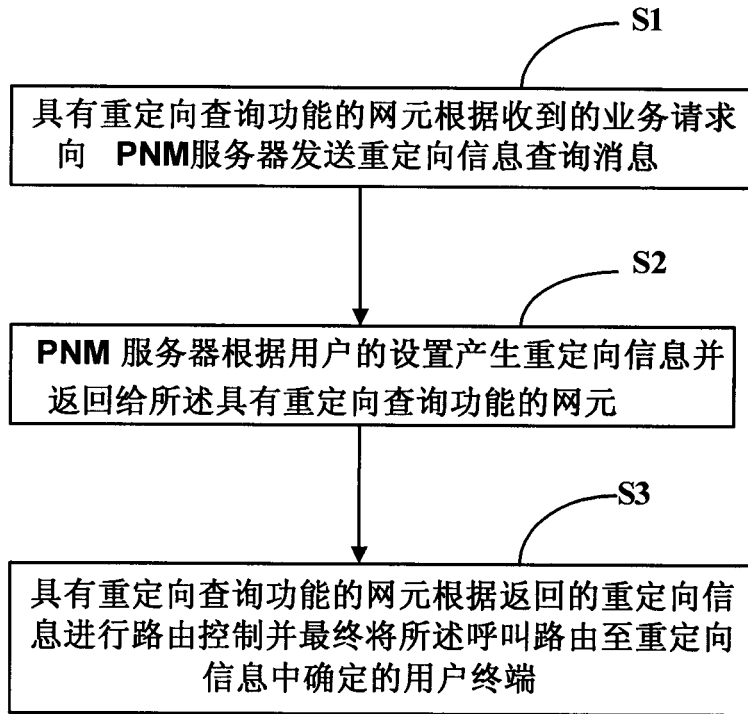 S1
具有重定向查询功能的网元根据收到的业务请求
向 PNM服务器发送重定向信息查询消息
S2
PNM 服务器根据用户的设置产生重定向信息并
返回给所述具有重定向查询功能的网元
S3
具有重定向查询功能的网元根据返回的重定向信
息进行路由控制并最终将所述呼叫路由至重定向
信息中确定的用户终端